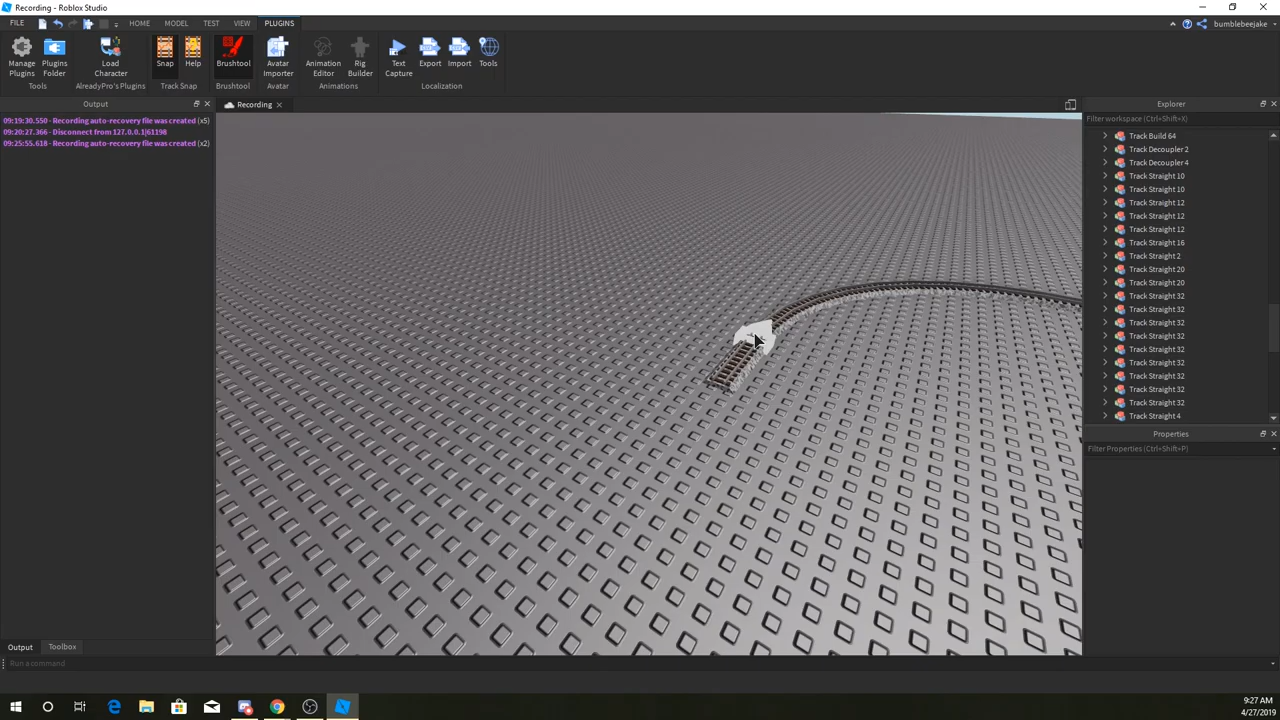 Recording - Roblox Studio
FILE
HOME
MODEL
TEST
VIEW
PLUGINS
bumblebeejake
Manage Plugins
Plugins Folder
Load Character
Snap
Help
Brushtool
Avatar Importer
Animation Editor
Rig Builder
Text Capture
Export
Import
Tools
Tools
AlreadyPro's Plugins
Track Snap
Brushtool
Avatar
Animations
Localization
Output
Recording
Explorer
09:19:30.550 - Recording auto-recovery file was created (x5)
09:20:27.366 - Disconnect from 127.0.0.1|61198
09:25:55.618 - Recording auto-recovery file was created (x2)
Filter workspace (Ctrl+Shift+X)
Track Build 64
Track Decoupler 2
Track Decoupler 4
Track Straight 10
Track Straight 10
Track Straight 12
Track Straight 12
Track Straight 12
Track Straight 16
Track Straight 2
Track Straight 20
Track Straight 20
Track Straight 32
Track Straight 32
Track Straight 32
Track Straight 32
Track Straight 32
Track Straight 32
Track Straight 32
Track Straight 32
Track Straight 32
Track Straight 4
Properties
Filter Properties (Ctrl+Shift+P)
Output
Toolbox
Run a command
9:27 AM
4/27/2019